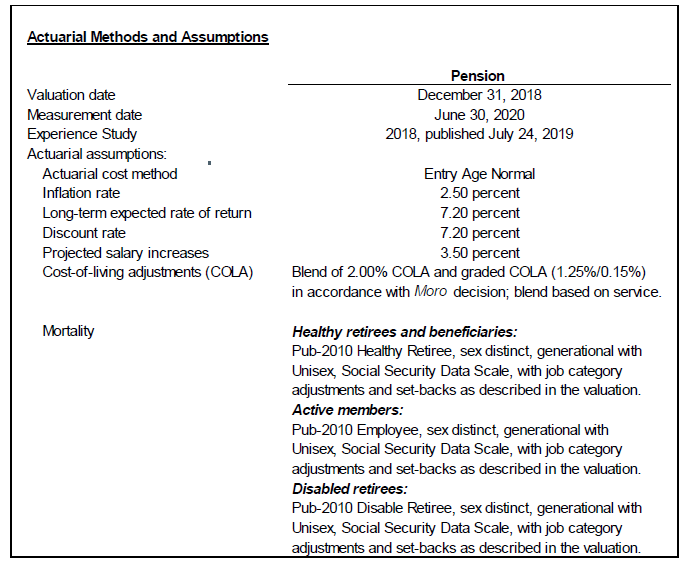 Actuarial Methods and Assumptions
Pension
Valuation date December 31, 2018
Measurement date June 30, 2020
Experience Study 2018, published July 24, 2019
Actuarial assumptions:
Actuarial cost method Entry Age Normal
Inflation rate 2.50 percent
Long-term expected rate of return 7.20 percent
Discount rate 7.20 percent
Projected salary increases 3.50 percent
Cost-of-living adjustments (COLA) Blend of 2.00% COLA and graded COLA (1.25%/0.15%)
in accordance with Moro decision; blend based on service.
Mortality Healthy retirees and beneficiaries:
Pub-2010 Healthy Retiree, sex distinct, generational with
Unisex, Social Security Data Scale, with job category
adjustments and set-backs as described in the valuation.
Active members:
Pub-2010 Employee, sex distinct, generational with
Unisex, Social Security Data Scale, with job category
adjustments and set-backs as described in the valuation.
Disabled retirees:
Pub-2010 Disable Retiree, sex distinct, generational with
Unisex, Social Security Data Scale, with job category
adjustments and set-backs as described in the valuation.